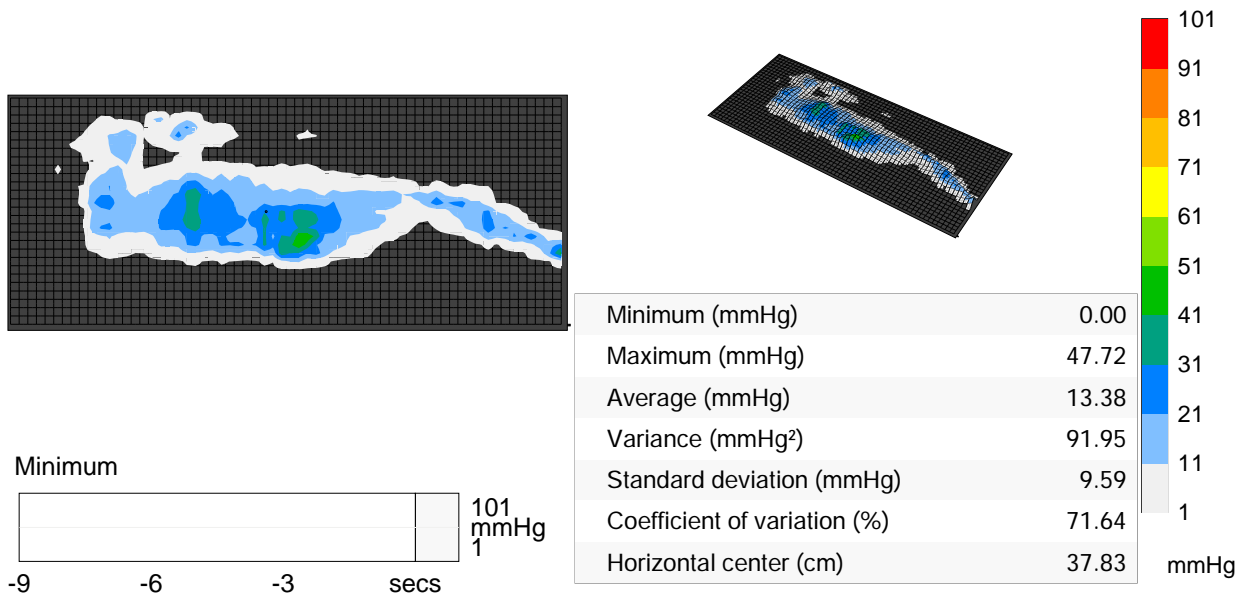 101
91
81
71
61
51
41
31
21
11
1
mmHg
Minimum (mmHg) 0.00
Maximum (mmHg) 47.72
Average (mmHg) 13.38
Variance (mmHg²) 91.95
Standard deviation (mmHg) 9.59
Coefficient of variation (%) 71.64
Horizontal center (cm) 37.83
Minimum
101
mmHg
1
-9 -6 -3 secs